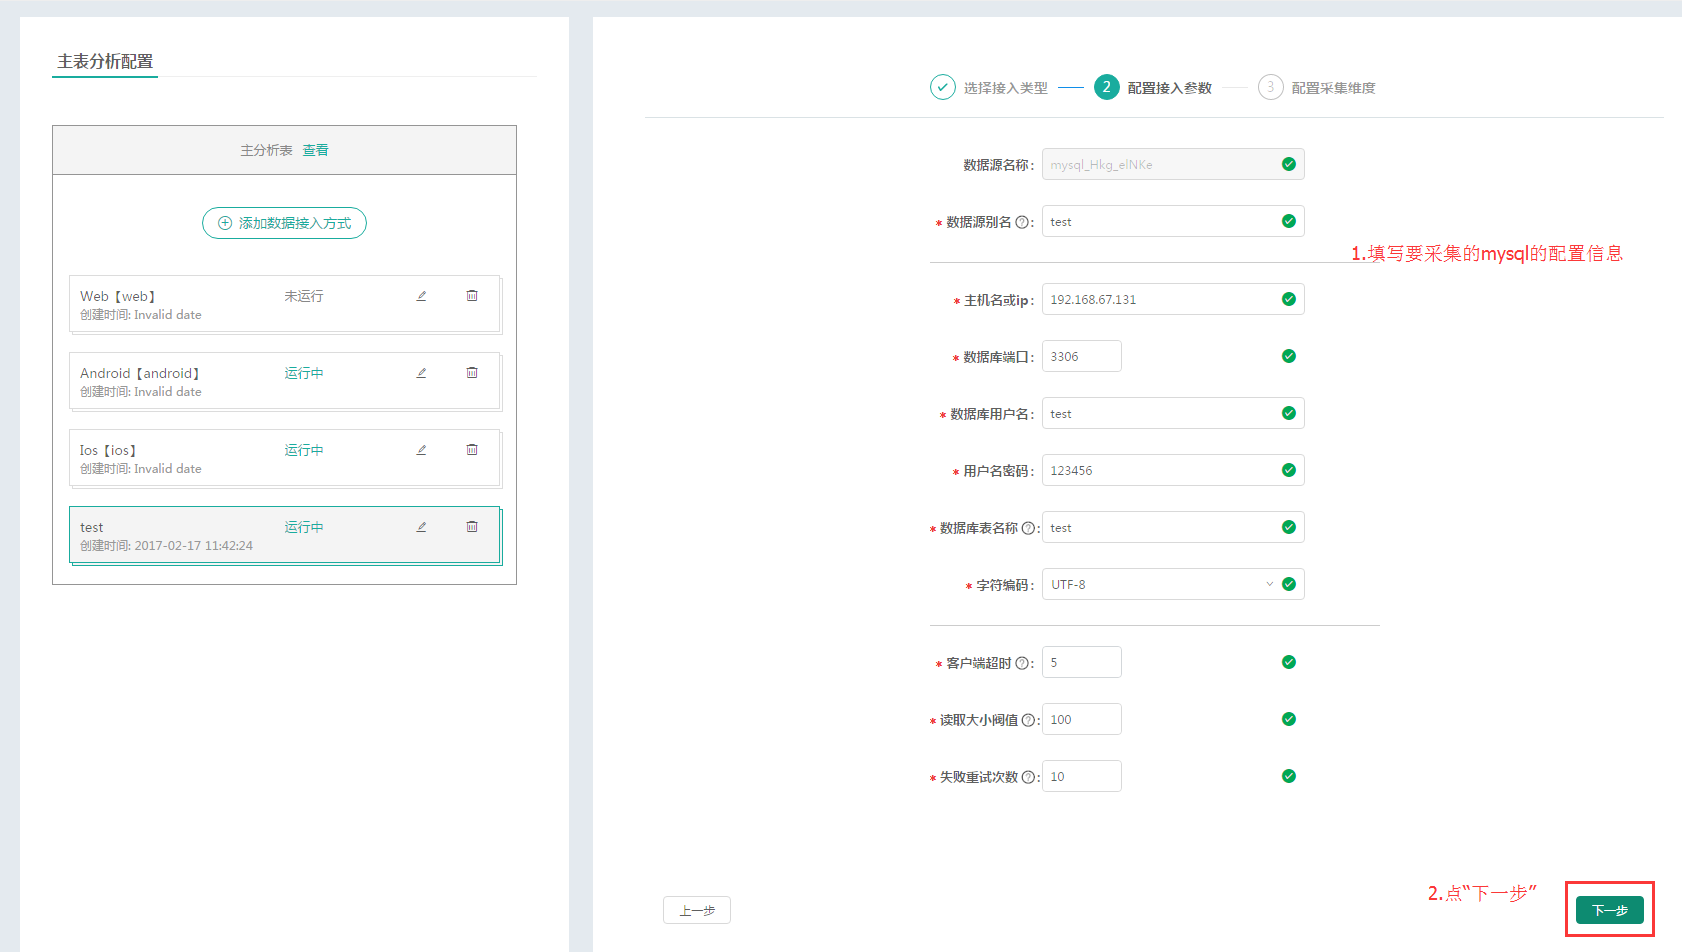 主表分析配置
主分析表 查看
添加数据接入方式
Web【web】 未运行
创建时间: Invalid date
Android【android】 运行中
创建时间: Invalid date
Ios【ios】 运行中
创建时间: Invalid date
test 运行中
创建时间: 2017-02-17 11:42:24
选择接入类型 2 配置接入参数 3 配置采集维度
数据源名称: mysql_Hkg_elNKe
* 数据源别名 ? : test
1.填写要采集的mysql的配置信息
* 主机名或ip: 192.168.67.131
* 数据库端口: 3306
* 数据库用户名: test
* 用户名密码: 123456
* 数据库表名称 ? : test
* 字符编码: UTF-8
* 客户端超时 ? : 5
* 读取大小阀值 ? : 100
* 失败重试次数 ? : 10
2.点“下一步”
上一步 下一步